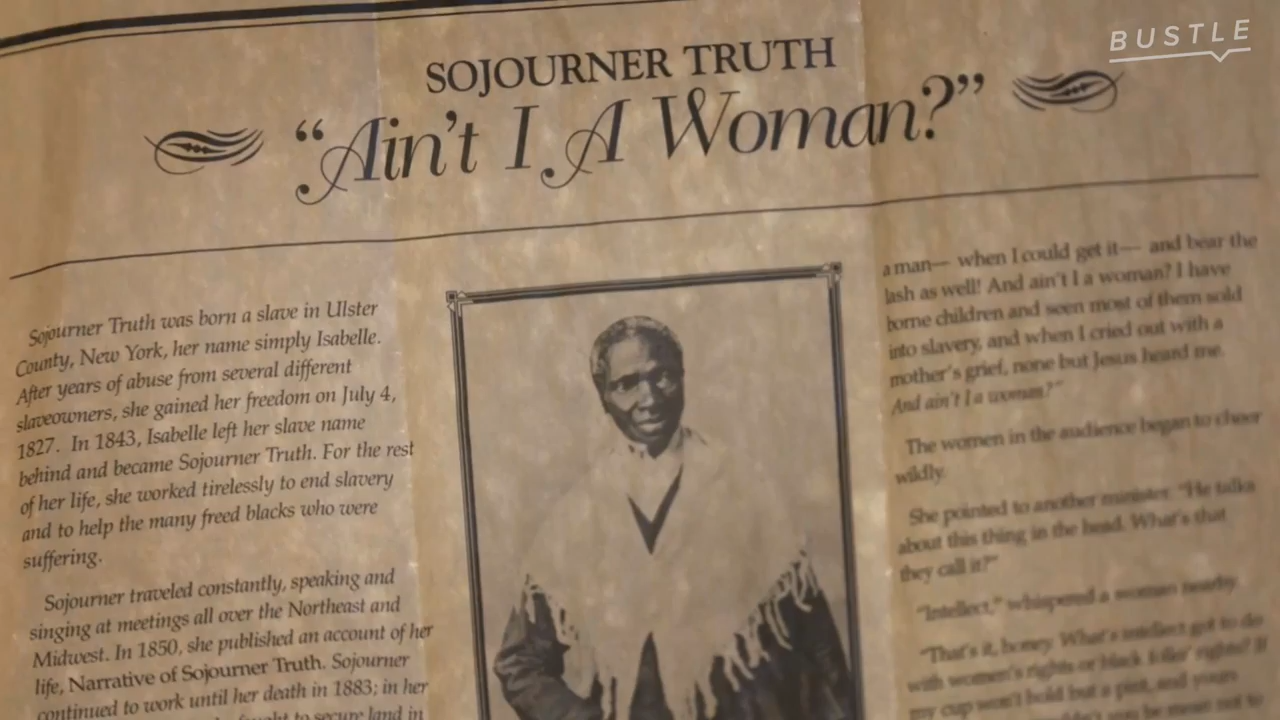 BUSTLE
SOJOURNER TRUTH
“Ain’t I A Woman?”
Sojourner Truth was born a slave in Ulster
County, New York, her name simply Isabelle.
After years of abuse from several different
slaveowners, she gained her freedom on July 4,
1827. In 1843, Isabelle left her slave name
behind and became Sojourner Truth. For the rest
of her life, she worked tirelessly to end slavery
and to help the many freed blacks who were
suffering.
Sojourner traveled constantly, speaking and
singing at meetings all over the Northeast and
Midwest. In 1850, she published an account of her
life, Narrative of Sojourner Truth. Sojourner
continued to work until her death in 1883; in her
to secure land in
a man— when I could get it— and bear the
lash as well! And ain’t I a woman? I have
borne children and seen most of them sold
into slavery, and when I cried out with a
mother’s grief, none but Jesus heard me.
And ain’t I a woman?”
The women in the audience began to cheer
wildly.
She pointed to another minister. “He talks
about this thing in the head. What’s that
they call it?”
“Intellect,” whispered a woman nearby.
“That’s it, honey. What’s intellect got to do
with women’s rights or black folks’ rights? If
my cup won’t hold but a pint, and yours